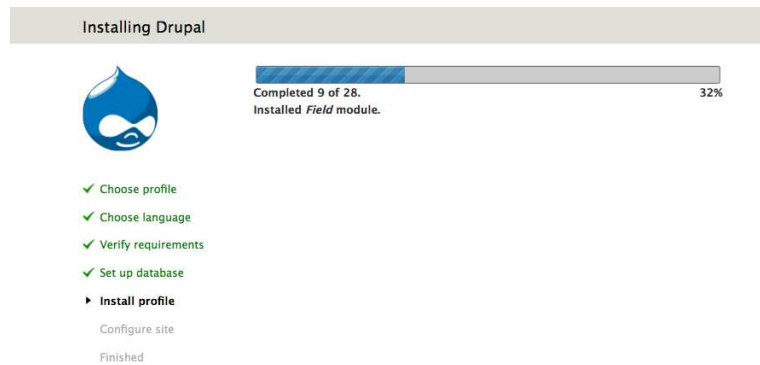 Installing Drupal
Completed 9 of 28.
32%
Installed Field module.
Choose profile
Choose language
Verify requirements
Set up database
Install profile
Configure site
Finished